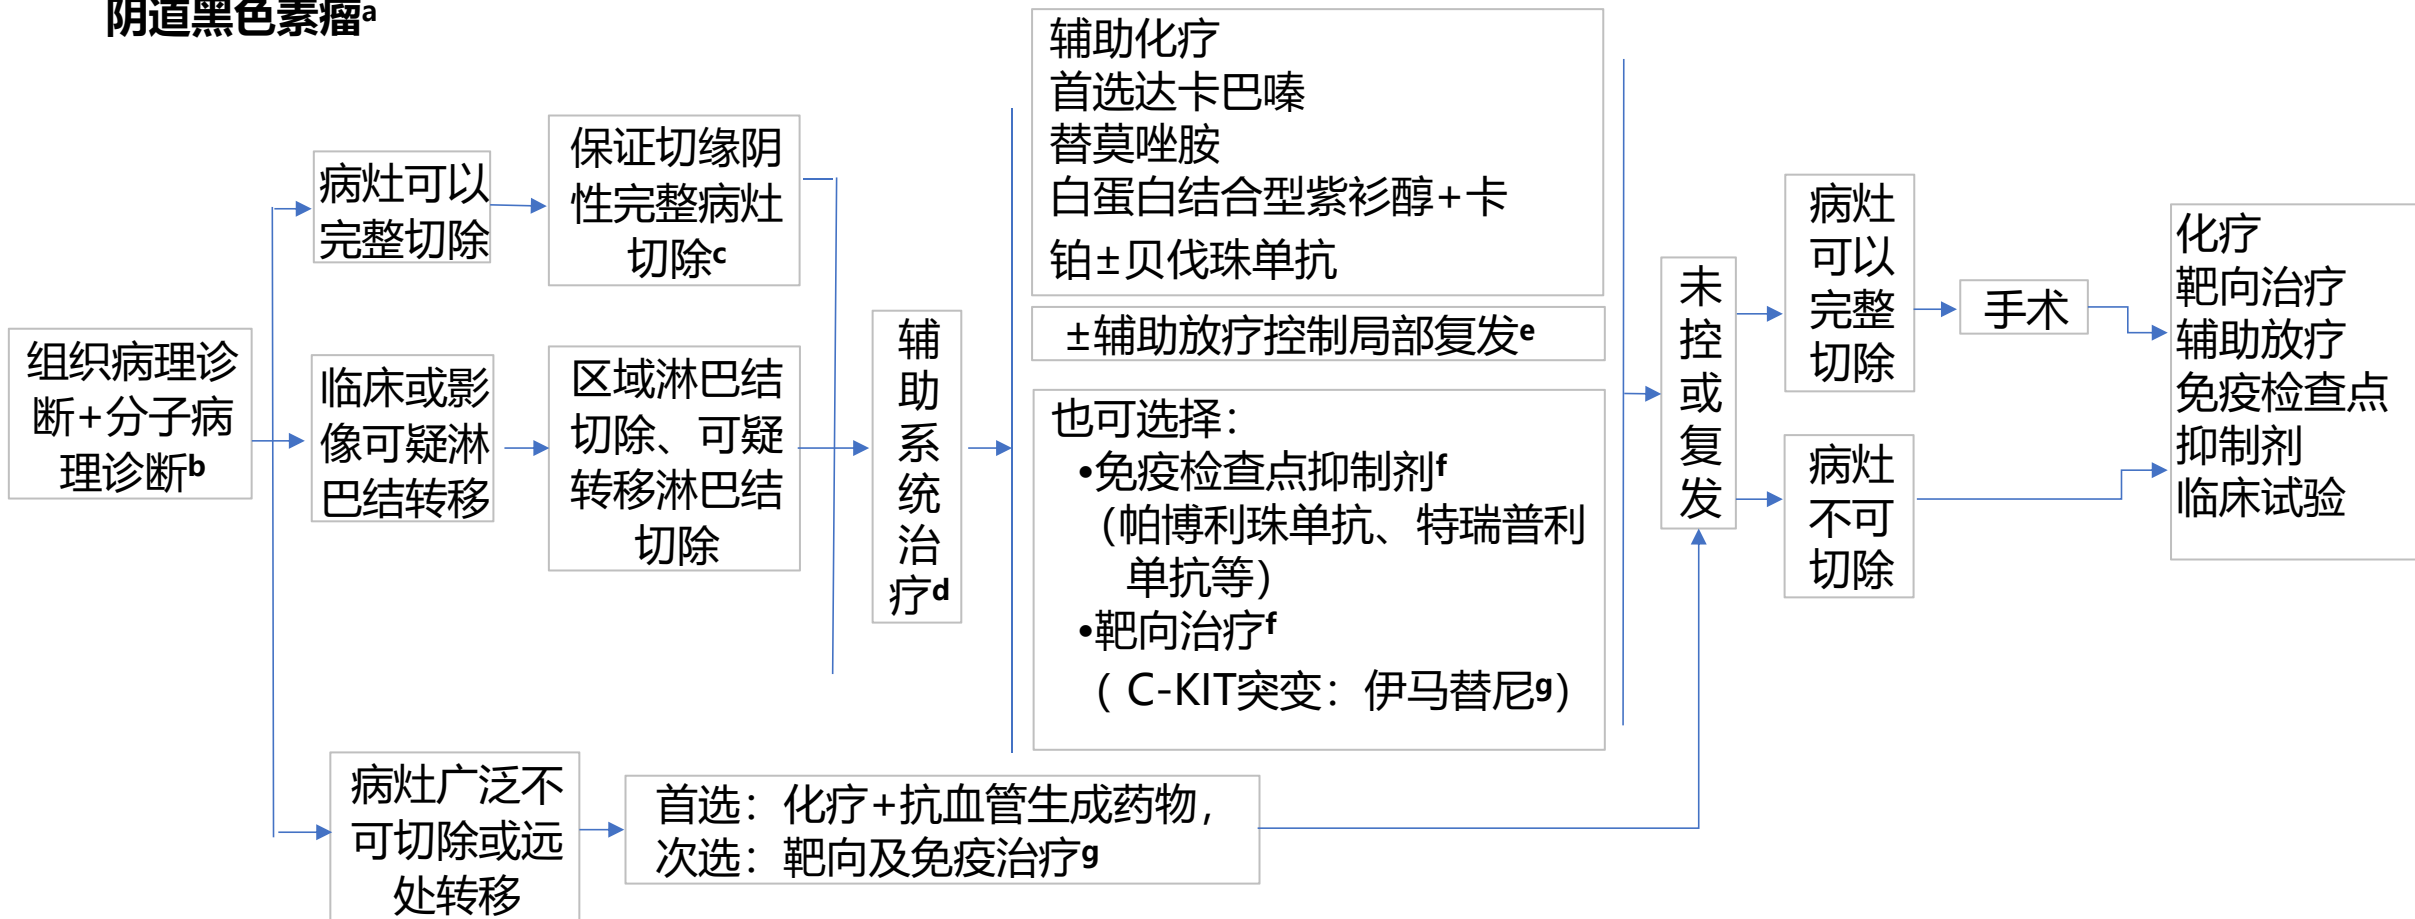 阴道黑色素瘤a
组织病理诊
断+分子病
理诊断b
病灶可以
完整切除
保证切缘阴
性完整病灶
切除c
临床或影
像可疑淋
巴结转移
区域淋巴结
切除、可疑
转移淋巴结
切除
病灶广泛不
可切除或远
处转移
首选：化疗+抗血管生成药物，
次选：靶向及免疫治疗g
辅
助
系
统
治
疗d
辅助化疗
首选达卡巴嗪
替莫唑胺
白蛋白结合型紫衫醇+卡
铂±贝伐珠单抗
±辅助放疗控制局部复发e
也可选择：
•免疫检查点抑制剂f
（帕博利珠单抗、特瑞普利
单抗等）
•靶向治疗f
（ C-KIT突变：伊马替尼g）
未
控
或
复
发
病灶
可以
完整
切除
手术
病灶
不可
切除
化疗
靶向治疗
辅助放疗
免疫检查点
抑制剂
临床试验